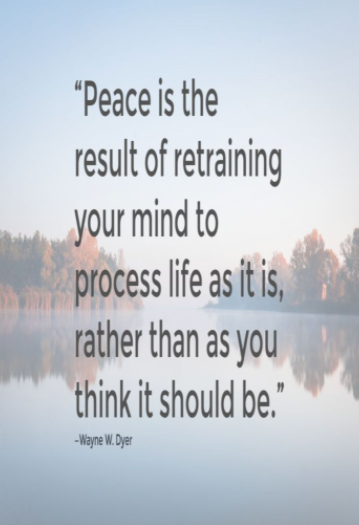 “Peace is the
result of retraining
your mind to
process life as it is,
rather than as you
think it should be.”
–Wayne W. Dyer